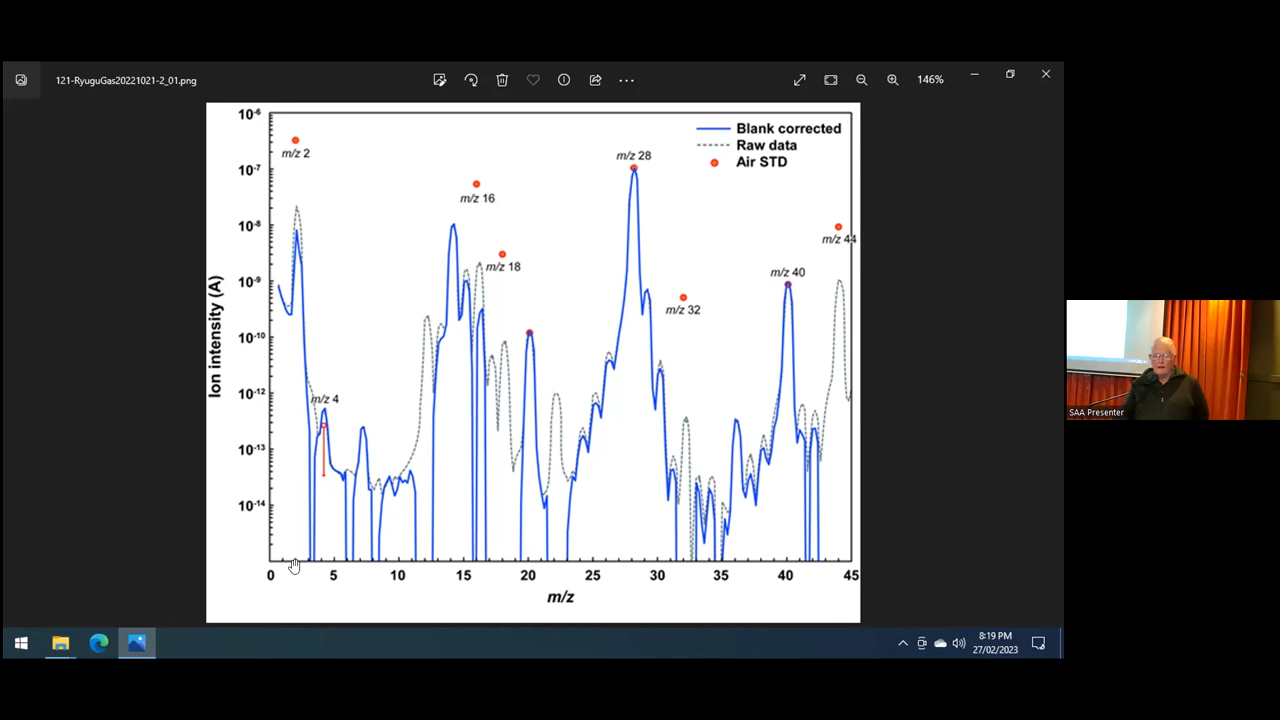 121-RyuguGas20221021-2_01.png
146%
Blank corrected
Raw data
Air STD
m/z 2
m/z 4
m/z 16
m/z 18
m/z 28
m/z 32
m/z 40
m/z 44
Ion intensity (A)
10-6
10-7
10-8
10-9
10-10
10-12
10-13
10-14
0 5 10 15 20 25 30 35 40 45
m/z
SAA Presenter
8:19 PM
27/02/2023